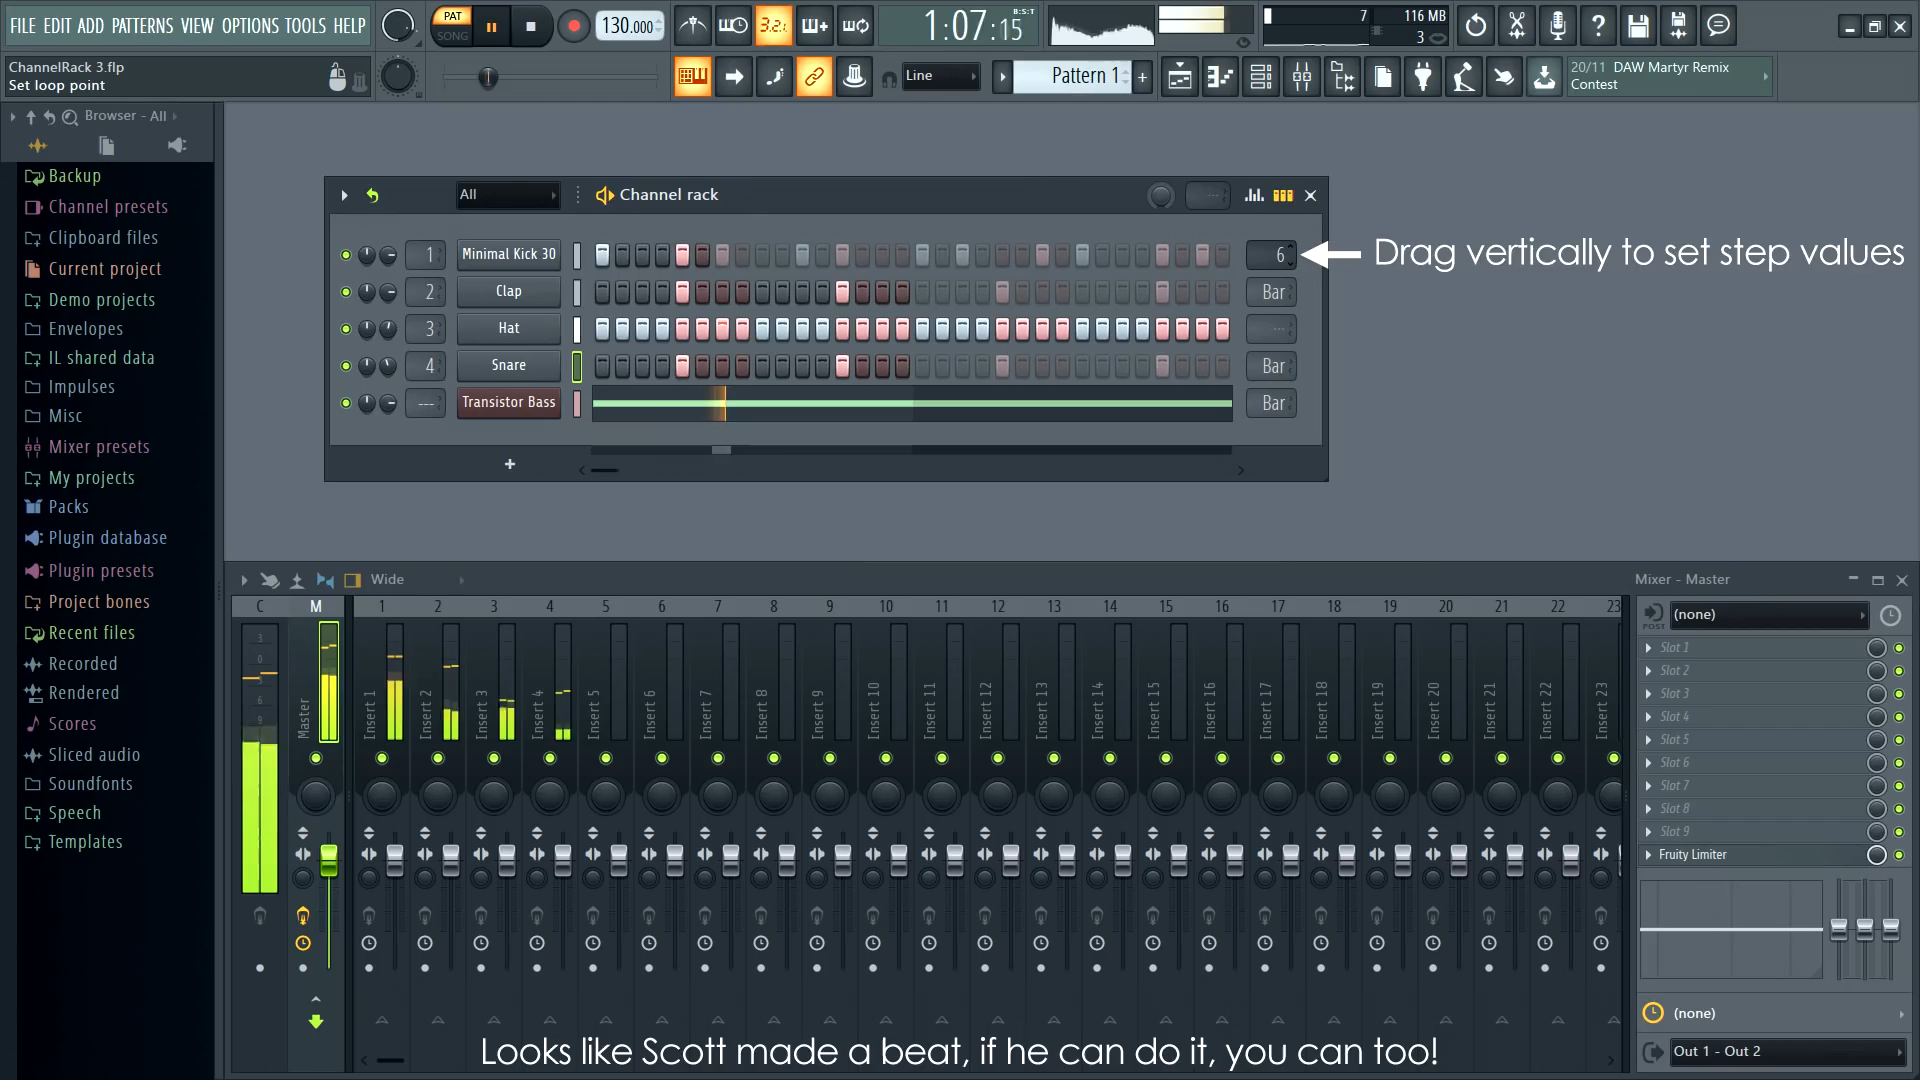 FILE EDIT ADD PATTERNS VIEW OPTIONS TOOLS HELP
PAT
SONG
130.000
3.2.1
1:07:15
B:S:T
7
116 MB
3
ChannelRack 3.flp
Set loop point
Line
Pattern 1
+
20/11 DAW Martyr Remix
Contest
Browser - All
Backup
Channel presets
Clipboard files
Current project
Demo projects
Envelopes
IL shared data
Impulses
Misc
Mixer presets
My projects
Packs
Plugin database
Plugin presets
Project bones
Recent files
Recorded
Rendered
Scores
Sliced audio
Soundfonts
Speech
Templates
All
Channel rack
---
1 Minimal Kick 30 6
Drag vertically to set step values
2 Clap Bar
3 Hat ---
4 Snare Bar
--- Transistor Bass Bar
+
Wide
C M 1 2 3 4 5 6 7 8 9 10 11 12 13 14 15 16 17 18 19 20 21 22 23
3
0
3
6
9
Master
Insert 1
Insert 2
Insert 3
Insert 4
Insert 5
Insert 6
Insert 7
Insert 8
Insert 9
Insert 10
Insert 11
Insert 12
Insert 13
Insert 14
Insert 15
Insert 16
Insert 17
Insert 18
Insert 19
Insert 20
Insert 21
Insert 22
Insert 23
Mixer - Master
POST
(none)
Slot 1
Slot 2
Slot 3
Slot 4
Slot 5
Slot 6
Slot 7
Slot 8
Slot 9
Fruity Limiter
(none)
Out 1 - Out 2
Looks like Scott made a beat, if he can do it, you can too!